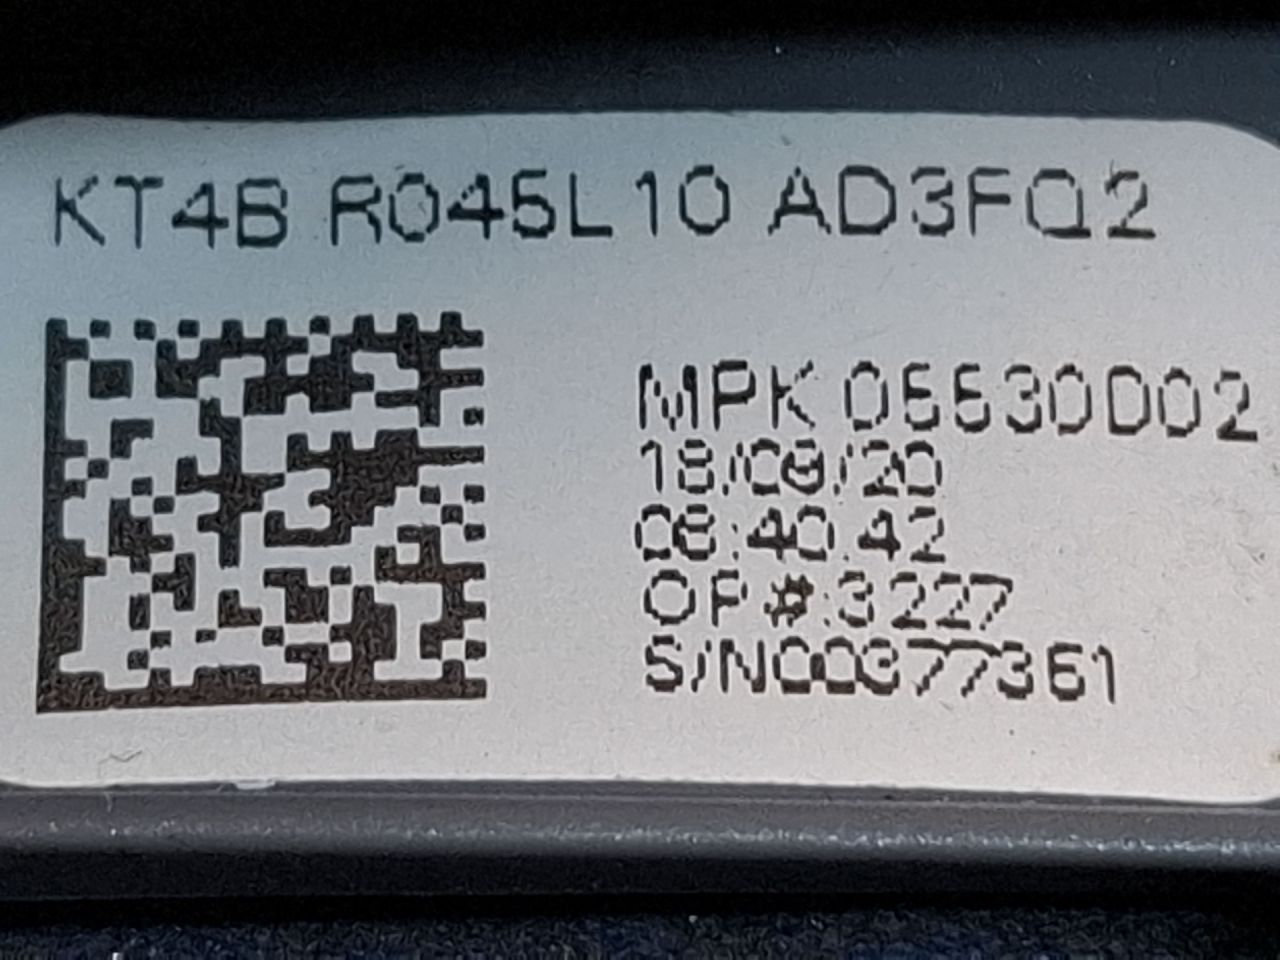 KT4B R045L10 AD3FQ2
MPK 05530D02
18/08/20
08:40:42
OP#:3227
S/N00377361